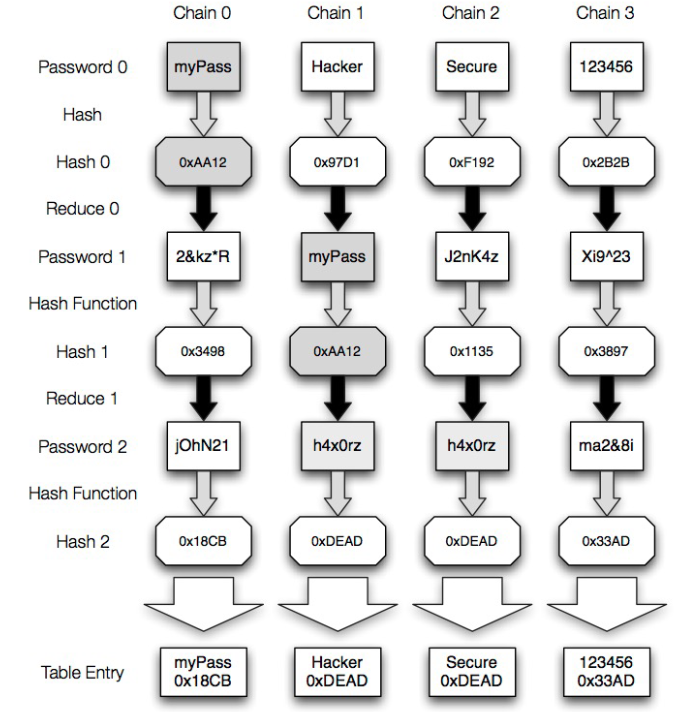 Chain 0 Chain 1 Chain 2 Chain 3
Password 0 myPass Hacker Secure 123456
Hash
Hash 0 0xAA12 0x97D1 0xF192 0x2B2B
Reduce 0
Password 1 2&kz*R myPass J2nK4z Xi9^23
Hash Function
Hash 1 0x3498 0xAA12 0x1135 0x3897
Reduce 1
Password 2 jOhN21 h4x0rz h4x0rz ma2&8i
Hash Function
Hash 2 0x18CB 0xDEAD 0xDEAD 0x33AD
Table Entry
myPass
0x18CB
Hacker
0xDEAD
Secure
0xDEAD
123456
0x33AD